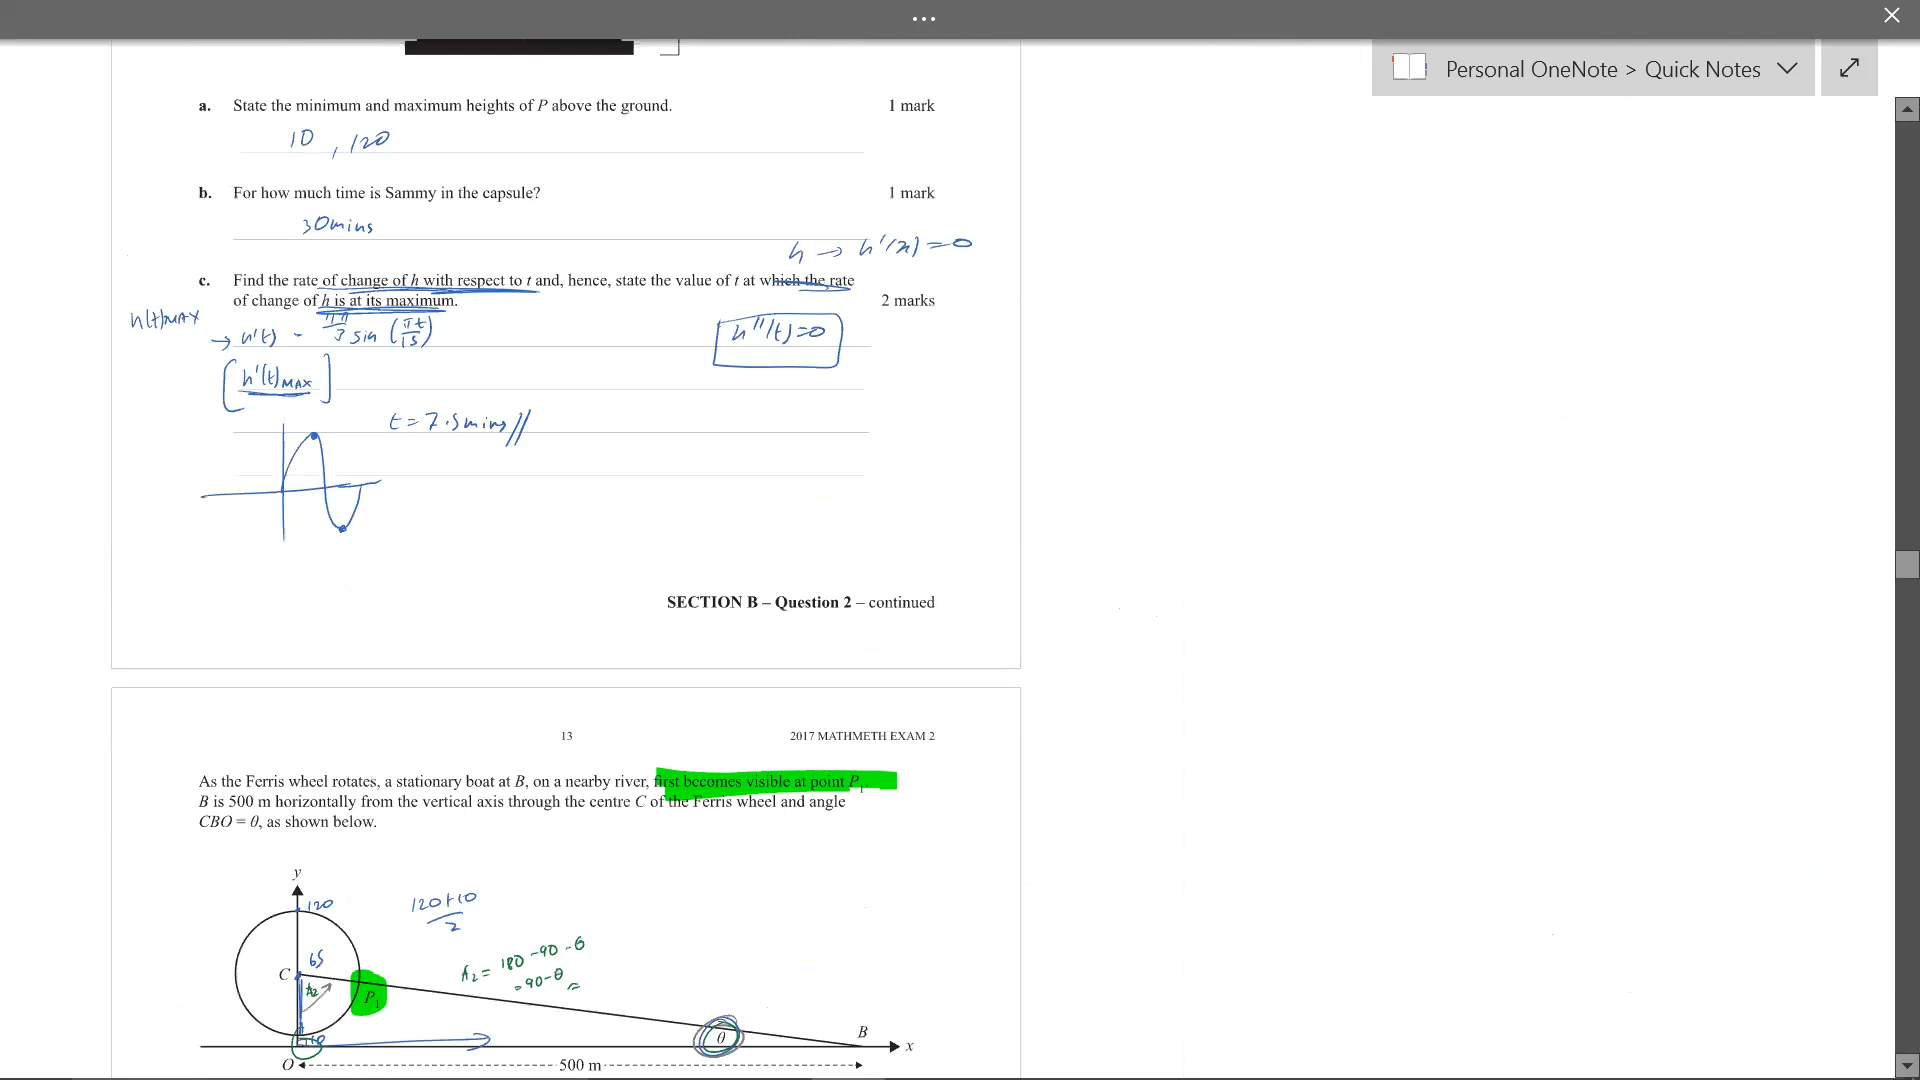 Personal OneNote > Quick Notes
a. State the minimum and maximum heights of P above the ground. 1 mark
10 , 120
b. For how much time is Sammy in the capsule? 1 mark
30mins
h → h'(x) = 0
c. Find the rate of change of h with respect to t and, hence, state the value of t at which the rate
of change of h is at its maximum. 2 marks
h(t)MAX
→ h'(t) = sin (πt/15)
h''(t)=0
[h'(t)MAX]
t = 7.5mins //
SECTION B – Question 2 – continued
13 2017 MATHMETH EXAM 2
As the Ferris wheel rotates, a stationary boat at B, on a nearby river, first becomes visible at point P₁.
B is 500 m horizontally from the vertical axis through the centre C of the Ferris wheel and angle
CBO = θ, as shown below.
y
120
120+10
2
65
A₂ = 180-90-θ
= 90-θ
C
A₂
P₁
10
θ
B
x
O
500 m